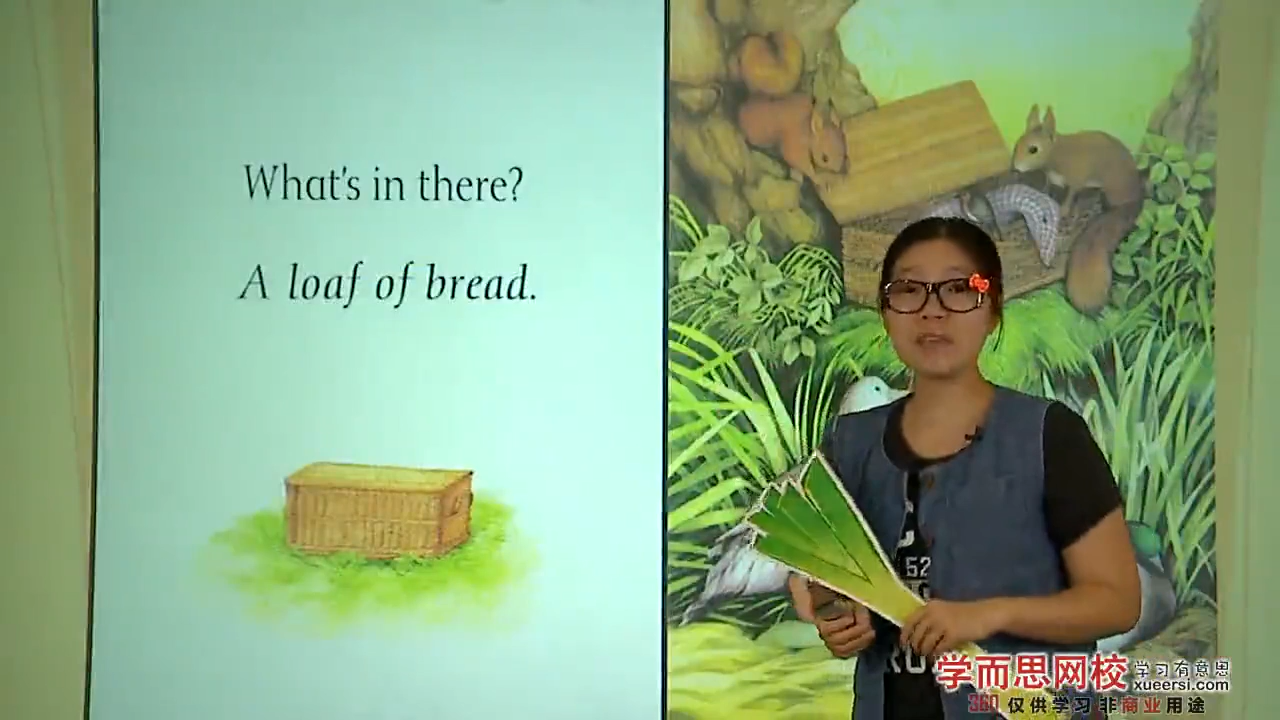 What's in there?
A loaf of bread.
52
学而思网校 学习有意思
xueersi.com
360 仅供学习 非商业用途